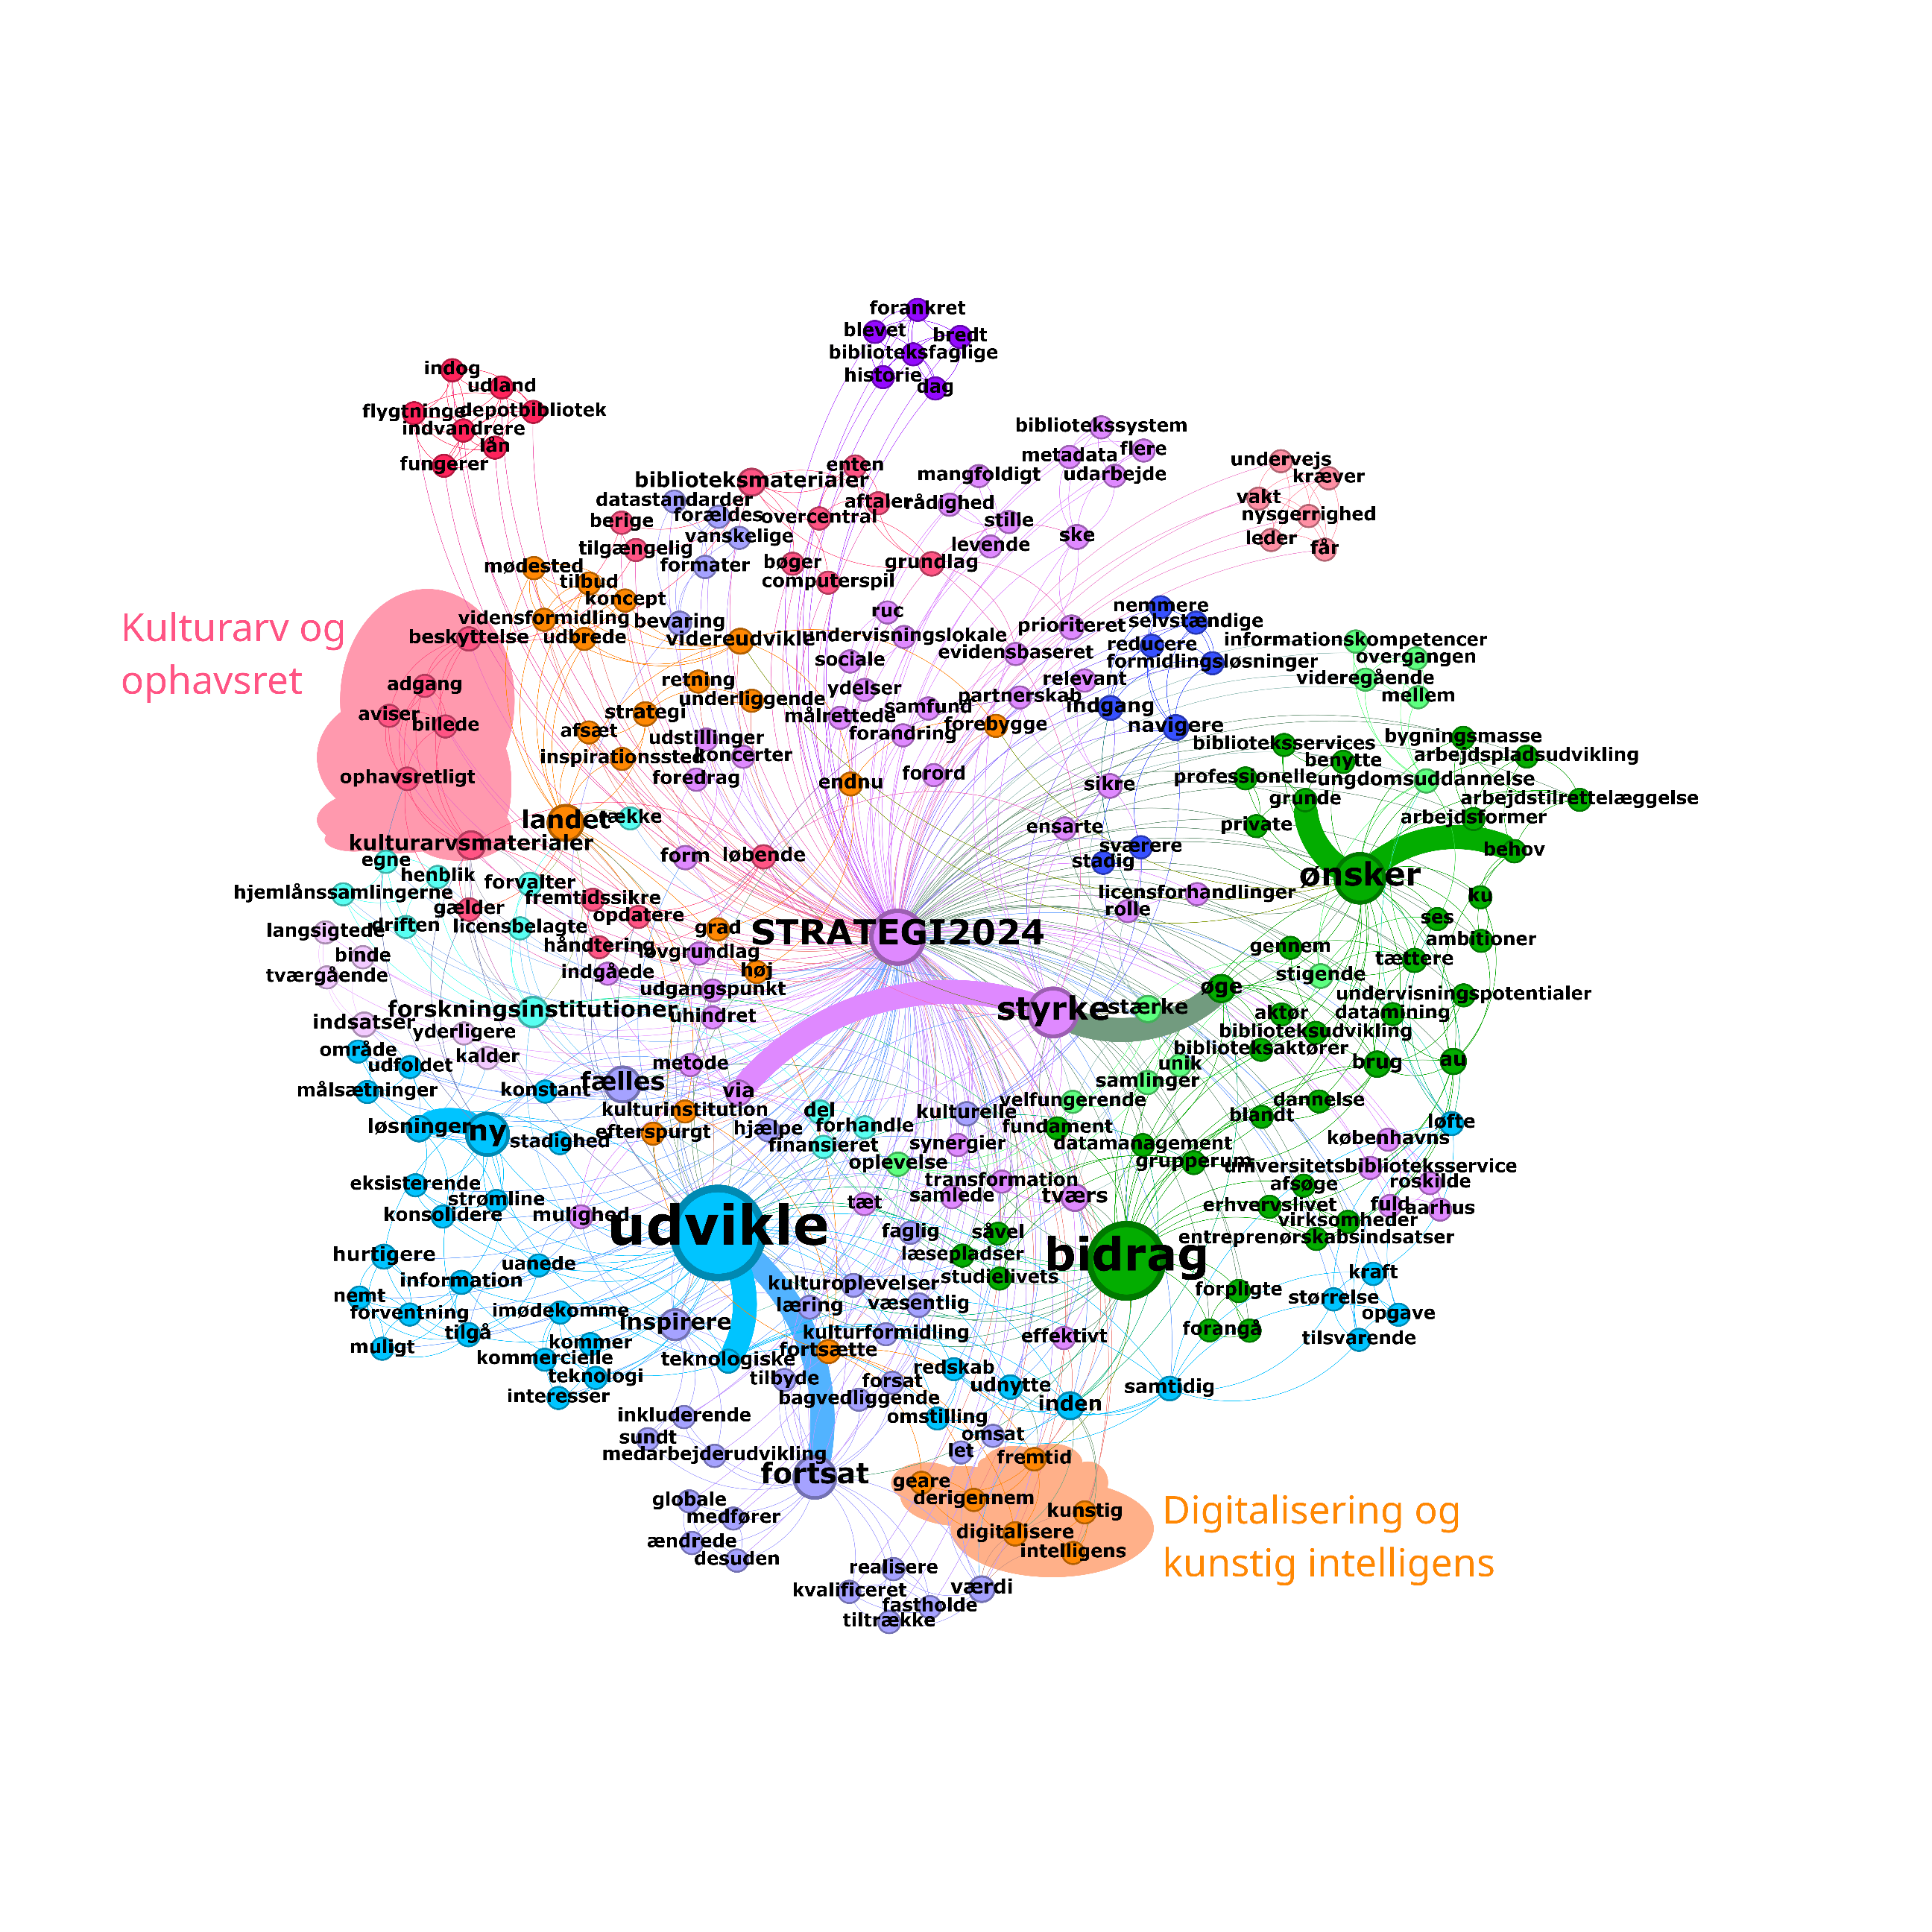 forankret
blevet
bredt
biblioteksfaglige
historie
dag
indog
udland
flygtninge
depotbibliotek
indvandrere
lån
fungerer
bibliotekssystem
metadata
flere
mangfoldigt
udarbejde
undervejs
kræver
vakt
nysgerrighed
leder
får
enten
biblioteksmaterialer
datastandarder
aftaler
rådighed
berige
forældes
overcentral
stille
vanskelige
levende
ske
tilgængelig
mødested
formater
bøger
grundlag
tilbud
computerspil
koncept
vidensformidling
bevaring
ruc
nemmere
prioriteret
selvstændige
Kulturarv og
ophavsret
beskyttelse
udbrede
videreudvikle
undervisningslokale
evidensbaseret
reducere
informationskompetencer
sociale
formidlingsløsninger
overgangen
adgang
retning
ydelser
relevant
videregående
underliggende
partnerskab
mellem
aviser
billede
strategi
målrettede
samfund
indgang
afsæt
udstillinger
forandring
forebygge
navigere
biblioteksservices
bygningsmasse
inspirationssted
koncerter
benytte
arbejdspladsudvikling
ophavsretligt
foredrag
endnu
forord
sikre
professionelle
ungdomsuddannelse
grunde
arbejdstilrettelæggelse
landet
række
ensarte
private
arbejdsformer
kulturarvsmaterialer
form
løbende
sværere
behov
egne
stadig
henblik
forvalter
ønsker
hjemlånssamlingerne
fremtidssikre
licensforhandlinger
ku
gælder
opdatere
rolle
ses
langsigtede
driften
licensbelagte
grad
STRATEGI2024
ambitioner
binde
håndtering
lovgrundlag
gennem
tættere
tværgående
indgåede
høj
stigende
udgangspunkt
øge
undervisningspotentialer
forskningsinstitutioner
uhindret
styrke
stærke
aktør
datamining
indsatser
yderligere
biblioteksudvikling
område
kalder
metode
biblioteksaktører
udfoldet
unik
brug
au
målsætninger
konstant
fælles
via
samlinger
velfungerende
dannelse
kulturinstitution
del
kulturelle
blandt
løsninger
ny
stadighed
efterspurgt
hjælpe
forhandle
fundament
løfte
finansieret
synergier
datamanagement
københavns
oplevelse
grupperum
universitetsbiblioteksservice
eksisterende
transformation
afsøge
roskilde
strømline
samlede
tværs
konsolidere
mulighed
tæt
erhvervslivet
fuld
aarhus
udvikle
faglig
såvel
virksomheder
entreprenørskabsindsatser
hurtigere
læsepladser
bidrag
uanede
information
studielivets
kraft
nemt
kulturoplevelser
forpligte
størrelse
forventning
imødekomme
læring
væsentlig
opgave
tilgå
inspirere
kulturformidling
effektivt
forangå
tilsvarende
muligt
kommer
fortsætte
kommercielle
teknologiske
redskab
teknologi
tilbyde
forsat
udnytte
samtidig
interesser
bagvedliggende
inden
inkluderende
omstilling
sundt
omsat
medarbejderudvikling
let
fremtid
fortsat
geare
globale
derigennem
kunstig
Digitalisering og
kunstig intelligens
medfører
digitalisere
ændrede
intelligens
desuden
realisere
kvalificeret
værdi
fastholde
tiltrække